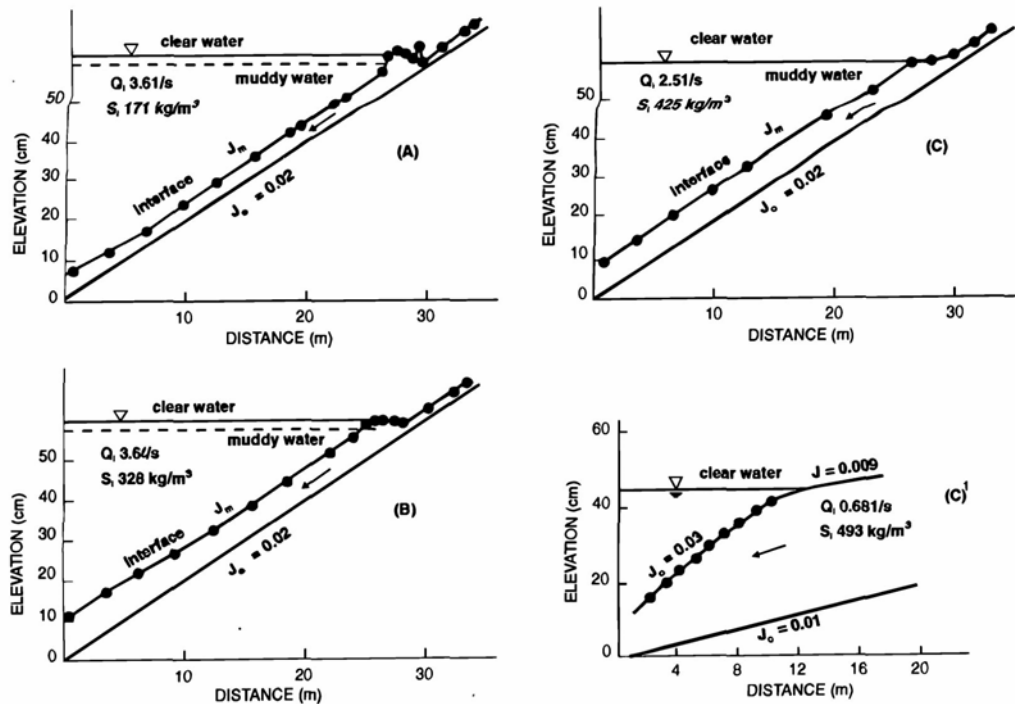 clear water
muddy water
Q, 3.61/s
S, 171 kg/m³
50
40
30
20
10
0
ELEVATION (cm)
Jm
(A)
interface
Jo = 0.02
10
20
30
DISTANCE (m)
clear water
muddy water
Qi 2.51/s
Si 425 kg/m³
50
40
30
20
10
0
ELEVATION (cm)
Jm
(C)
interface
Jo = 0.02
10
20
30
DISTANCE (m)
clear water
muddy water
Qi 3.6l/s
Si 328 kg/m³
50
40
30
20
10
0
ELEVATION (cm)
Jm
(B)
interface
Jo = 0.02
10
20
30
DISTANCE (m)
60
40
20
0
ELEVATION (cm)
clear water
J = 0.009
(C)¹
Qi 0.681/s
Si 493 kg/m³
Jo = 0.03
Jo = 0.01
4
8
12
16
20
DISTANCE (m)